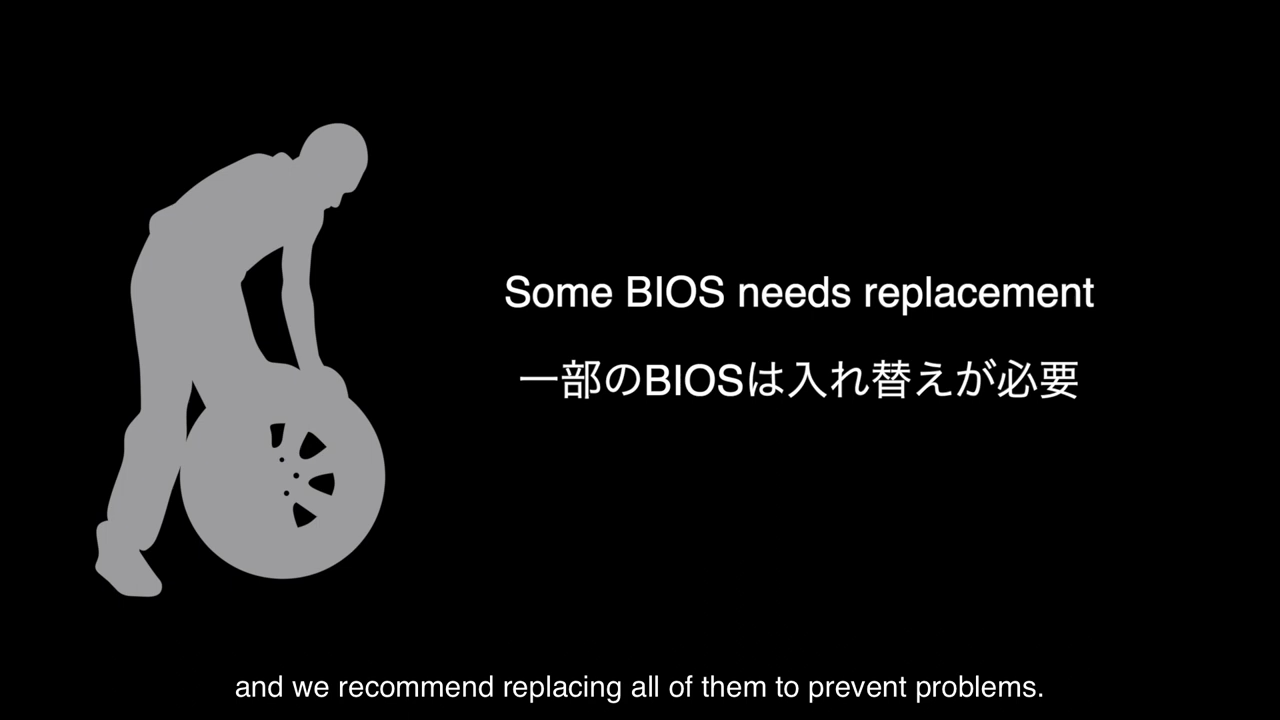 Some BIOS needs replacement
一部のBIOSは入れ替えが必要
and we recommend replacing all of them to prevent problems.